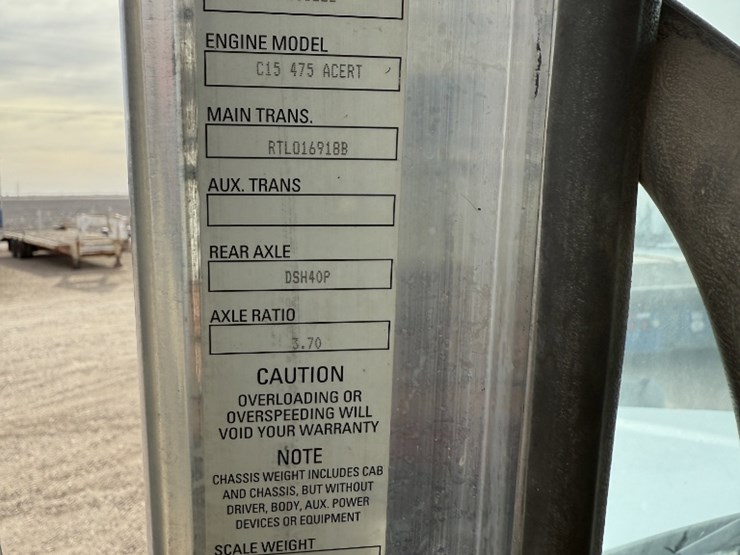 ENGINE MODEL
C15 475 ACERT
MAIN TRANS.
RTLO16918B
AUX. TRANS
REAR AXLE
DSH40P
AXLE RATIO
3.70
CAUTION
OVERLOADING OR
OVERSPEEDING WILL
VOID YOUR WARRANTY
NOTE
CHASSIS WEIGHT INCLUDES CAB
AND CHASSIS, BUT WITHOUT
DRIVER, BODY, AUX. POWER
DEVICES OR EQUIPMENT
SCALE WEIGHT